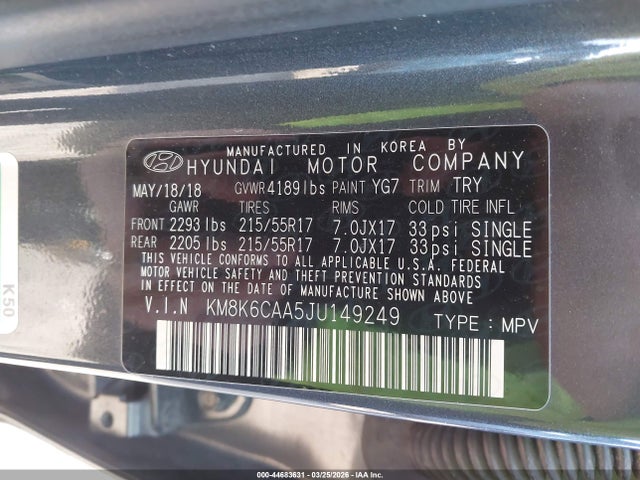 MANUFACTURED IN KOREA BY
HYUNDAI MOTOR COMPANY
MAY/18/18 GVWR 4189lbs PAINT YG7 TRIM TRY
GAWR TIRES RIMS COLD TIRE INFL
FRONT 2293 lbs 215/55R17 7.0JX17 33psi SINGLE
REAR 2205 lbs 215/55R17 7.0JX17 33psi SINGLE
THIS VEHICLE CONFORMS TO ALL APPLICABLE U.S.A. FEDERAL
MOTOR VEHICLE SAFETY AND THEFT PREVENTION STANDARDS
IN EFFECT ON THE DATE OF MANUFACTURE SHOWN ABOVE
V.I.N KM8K6CAA5JU149249 TYPE : MPV
K50
000-44683631 - 03/25/2026 - IAA Inc.